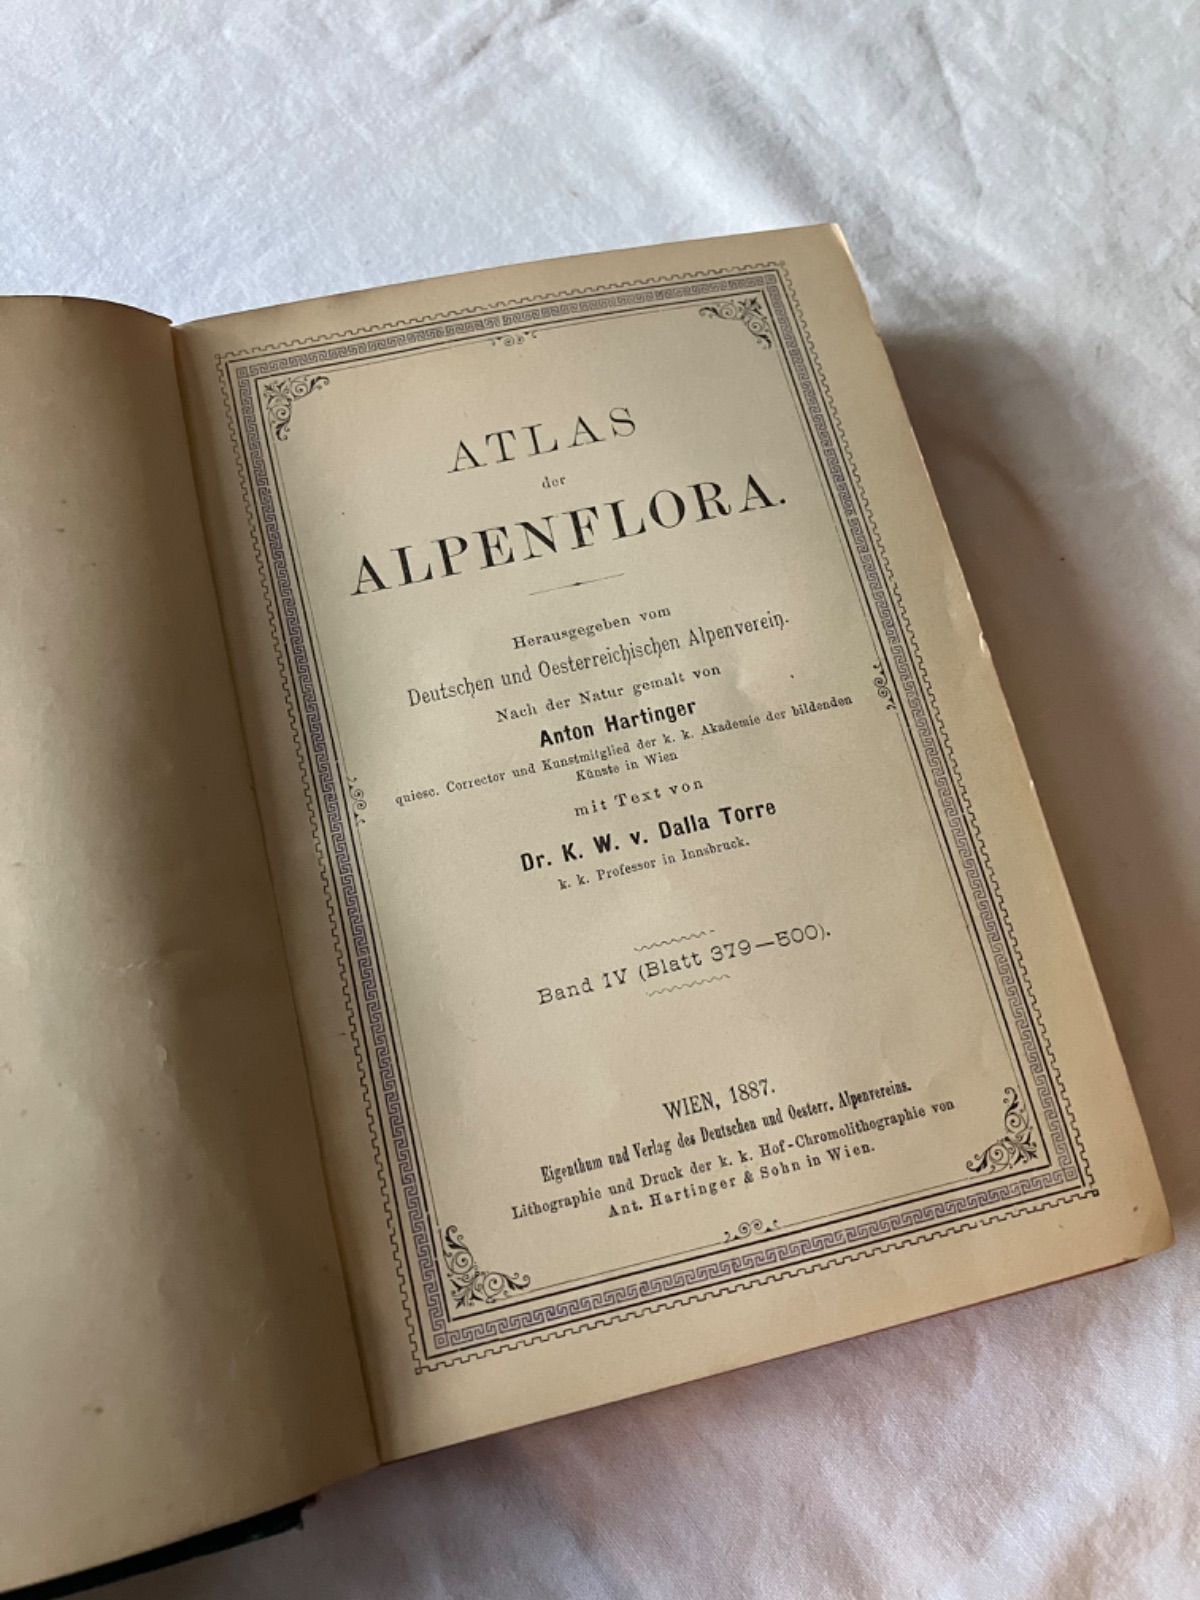 ATLAS
der
ALPENFLORA.
Herausgegeben vom
Deutschen und Oesterreichischen Alpenverein.
Nach der Natur gemalt von
Anton Hartinger
quiesc. Corrector und Kunstmitglied der k. k. Akademie der bildenden
Künste in Wien
mit Text von
Dr. K. W. v. Dalla Torre
k. k. Professor in Innsbruck.
Band IV (Blatt 379—500).
WIEN, 1887.
Eigenthum und Verlag des Deutschen und Oesterr. Alpenvereins.
Lithographie und Druck der k. k. Hof-Chromolithographie von
Ant. Hartinger & Sohn in Wien.